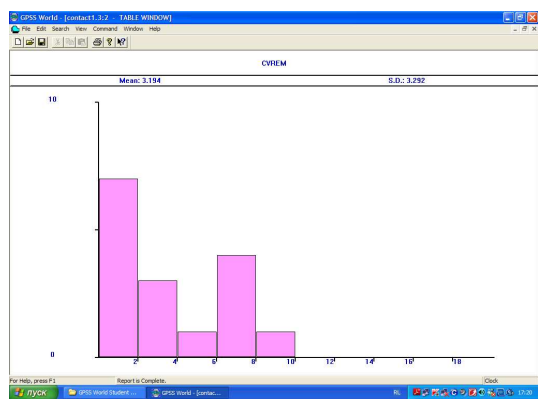 GPSS World - [contact1.3:2 - TABLE WINDOW]
File Edit Search View Command Window Help
CVREM
Mean: 3.194 S.D.: 3.292
10
0
2 4 6 8 10 12 14 16 18
For Help, press F1 Report is Complete. Clock
пуск GPSS World Student ... GPSS World - [contac... RL 17:20